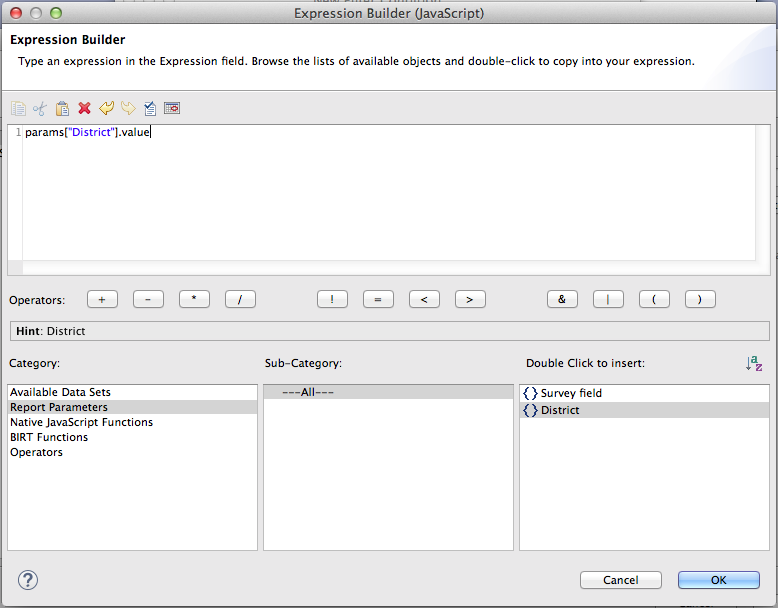 Expression Builder (JavaScript)
Expression Builder
Type an expression in the Expression field. Browse the lists of available objects and double-click to copy into your expression.
1 params["District"].value
Operators: + - * / ! = < > & | ( )
Hint: District
Category: Sub-Category: Double Click to insert:
Available Data Sets
Report Parameters
Native JavaScript Functions
BIRT Functions
Operators
---All---
{} Survey field
{} District
? Cancel OK